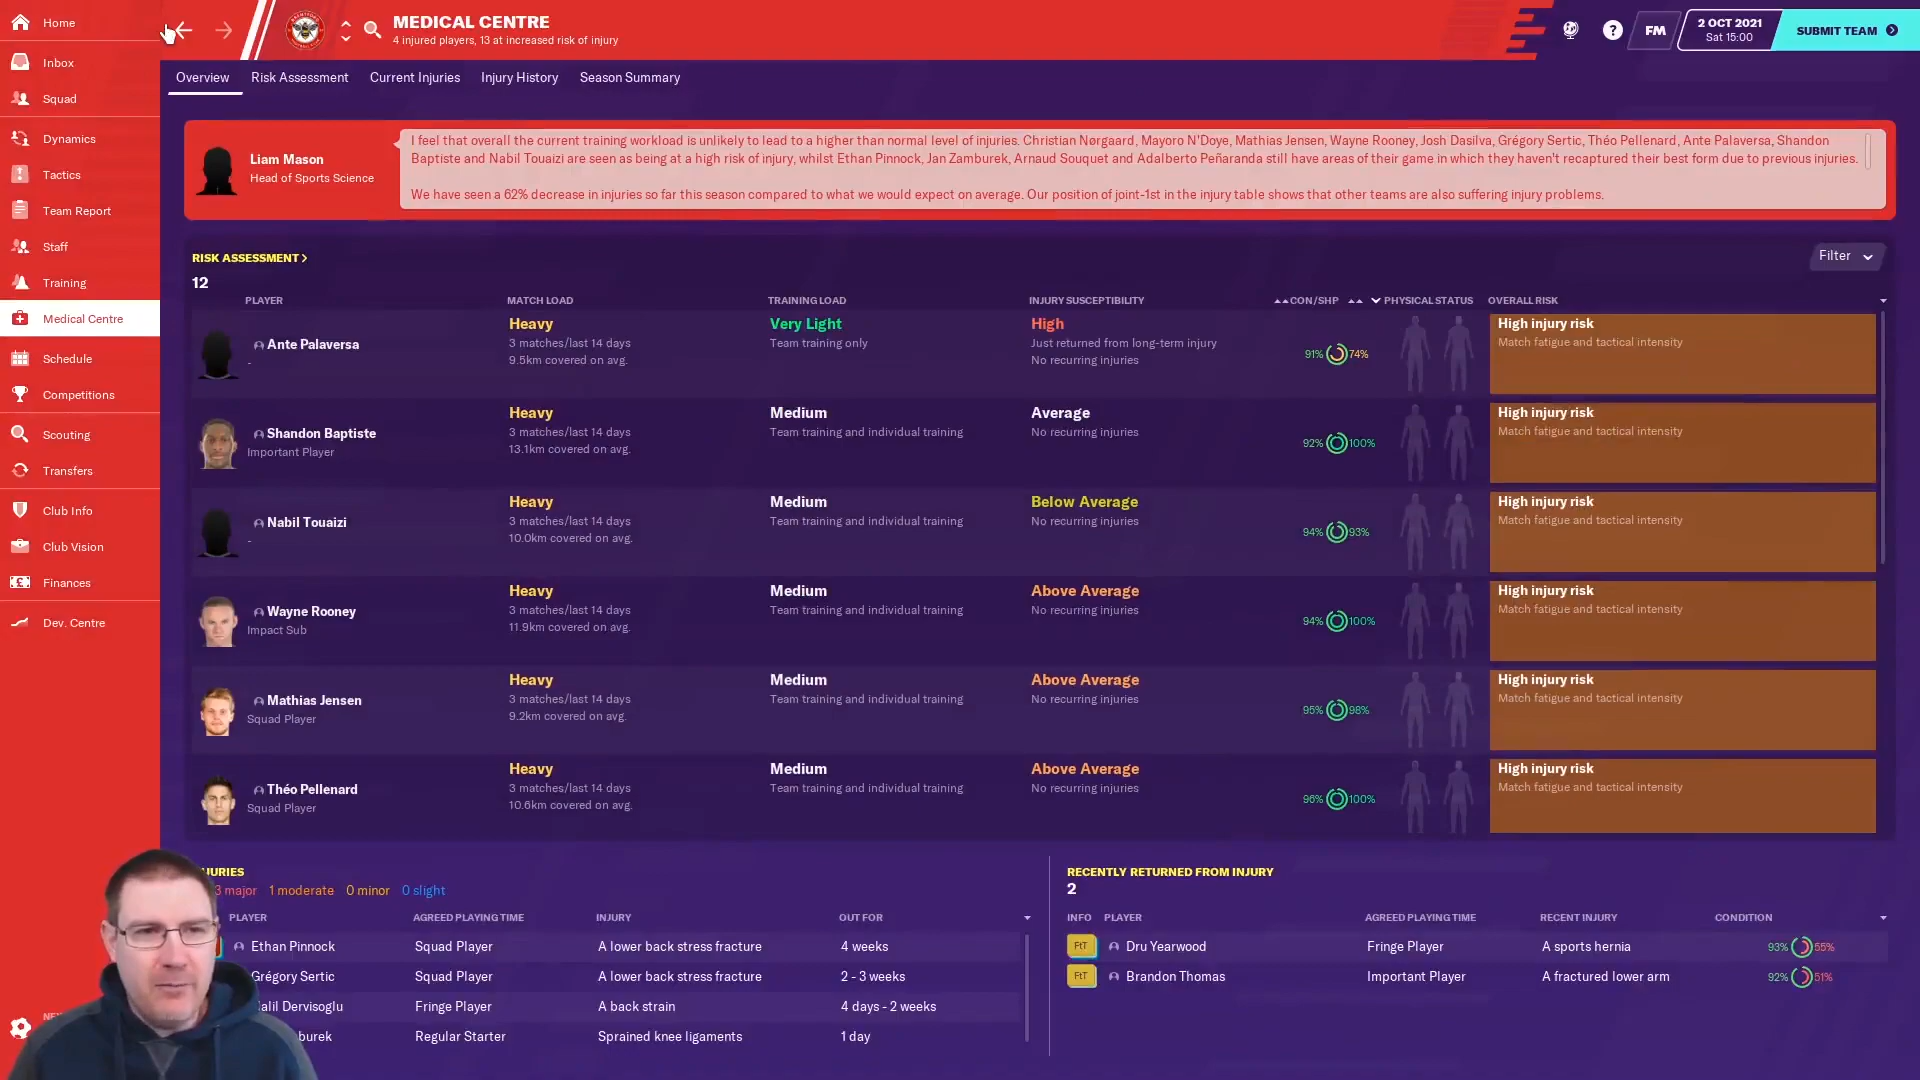 Home
MEDICAL CENTRE
4 injured players, 13 at increased risk of injury
FM
2 OCT 2021
Sat 15:00
SUBMIT TEAM
Inbox
Squad
Dynamics
Tactics
Team Report
Staff
Training
Medical Centre
Schedule
Competitions
Scouting
Transfers
Club Info
Club Vision
Finances
Dev. Centre
Overview Risk Assessment Current Injuries Injury History Season Summary
Liam Mason
Head of Sports Science
I feel that overall the current training workload is unlikely to lead to a higher than normal level of injuries. Christian Nørgaard, Mayoro N'Doye, Mathias Jensen, Wayne Rooney, Josh Dasilva, Grégory Sertic, Théo Pellenard, Ante Palaversa, Shandon
Baptiste and Nabil Touaizi are seen as being at a high risk of injury, whilst Ethan Pinnock, Jan Zamburek, Arnaud Souquet and Adalberto Peñaranda still have areas of their game in which they haven't recaptured their best form due to previous injuries.
We have seen a 62% decrease in injuries so far this season compared to what we would expect on average. Our position of joint-1st in the injury table shows that other teams are also suffering injury problems.
RISK ASSESSMENT >
12
Filter
PLAYER MATCH LOAD TRAINING LOAD INJURY SUSCEPTIBILITY CON/SHP PHYSICAL STATUS OVERALL RISK
Ante Palaversa
-
Heavy
3 matches/last 14 days
9.5km covered on avg.
Very Light
Team training only
High
Just returned from long-term injury
No recurring injuries
91% 74%
High injury risk
Match fatigue and tactical intensity
Shandon Baptiste
Important Player
Heavy
3 matches/last 14 days
13.1km covered on avg.
Medium
Team training and individual training
Average
No recurring injuries
92% 100%
High injury risk
Match fatigue and tactical intensity
Nabil Touaizi
-
Heavy
3 matches/last 14 days
10.0km covered on avg.
Medium
Team training and individual training
Below Average
No recurring injuries
94% 93%
High injury risk
Match fatigue and tactical intensity
Wayne Rooney
Impact Sub
Heavy
3 matches/last 14 days
11.9km covered on avg.
Medium
Team training and individual training
Above Average
No recurring injuries
94% 100%
High injury risk
Match fatigue and tactical intensity
Mathias Jensen
Squad Player
Heavy
3 matches/last 14 days
9.2km covered on avg.
Medium
Team training and individual training
Above Average
No recurring injuries
95% 98%
High injury risk
Match fatigue and tactical intensity
Théo Pellenard
Squad Player
Heavy
3 matches/last 14 days
10.6km covered on avg.
Medium
Team training and individual training
Above Average
No recurring injuries
96% 100%
High injury risk
Match fatigue and tactical intensity
JURIES
3 major 1 moderate 0 minor 0 slight
PLAYER AGREED PLAYING TIME INJURY OUT FOR
Ethan Pinnock Squad Player A lower back stress fracture 4 weeks
Grégory Sertic Squad Player A lower back stress fracture 2 - 3 weeks
alil Dervisoglu Fringe Player A back strain 4 days - 2 weeks
burek Regular Starter Sprained knee ligaments 1 day
RECENTLY RETURNED FROM INJURY
2
INFO PLAYER AGREED PLAYING TIME RECENT INJURY CONDITION
FtT Dru Yearwood Fringe Player A sports hernia 93% 55%
FtT Brandon Thomas Important Player A fractured lower arm 92% 51%